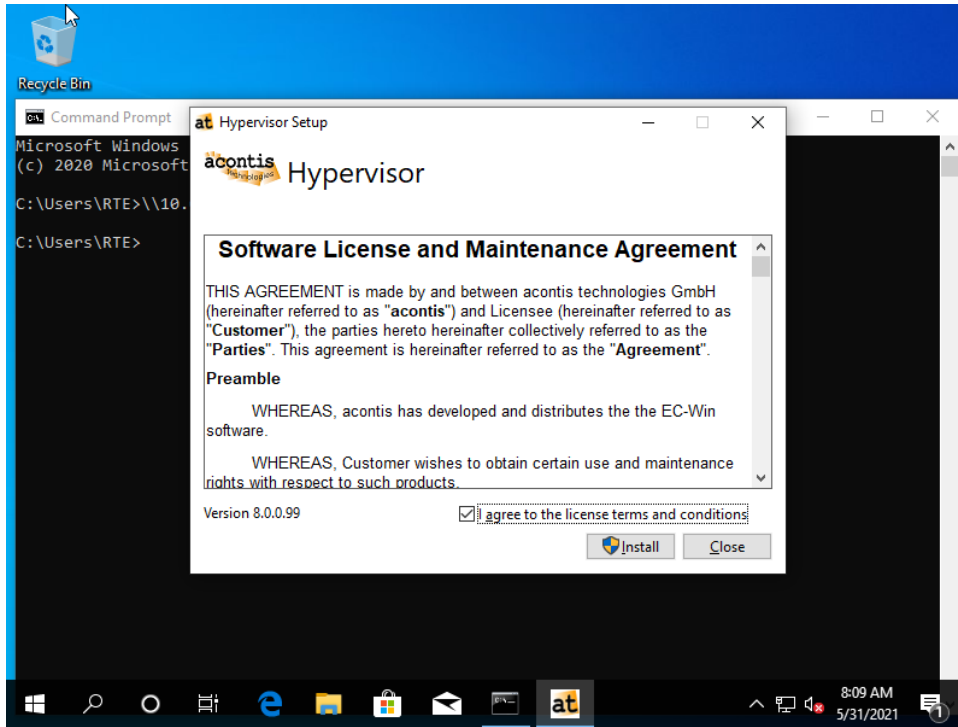 Recycle Bin
Command Prompt
Microsoft Windows
(c) 2020 Microsoft
C:\Users\RTE>\\10.
C:\Users\RTE>
at Hypervisor Setup
acontis
technologies
Hypervisor
Software License and Maintenance Agreement
THIS AGREEMENT is made by and between acontis technologies GmbH
(hereinafter referred to as "acontis") and Licensee (hereinafter referred to as
"Customer"), the parties hereto hereinafter collectively referred to as the
"Parties". This agreement is hereinafter referred to as the "Agreement".
Preamble
WHEREAS, acontis has developed and distributes the the EC-Win
software.
WHEREAS, Customer wishes to obtain certain use and maintenance
rights with respect to such products.
Version 8.0.0.99
I agree to the license terms and conditions
Install
Close
at
8:09 AM
5/31/2021
1